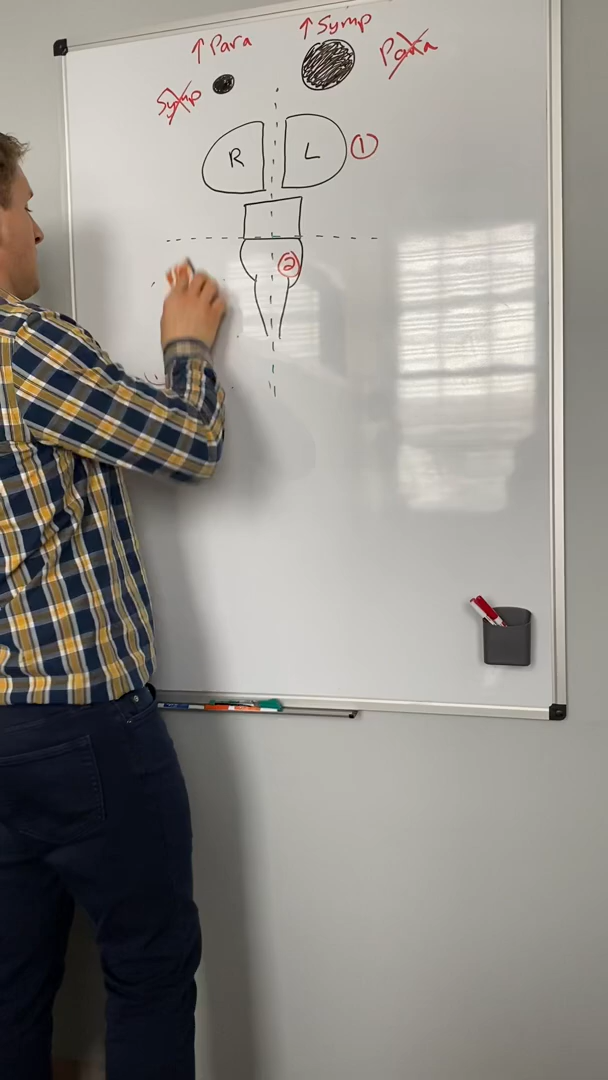 ↑ Para
↑ Symp
Symp
Para
R
L
①
②